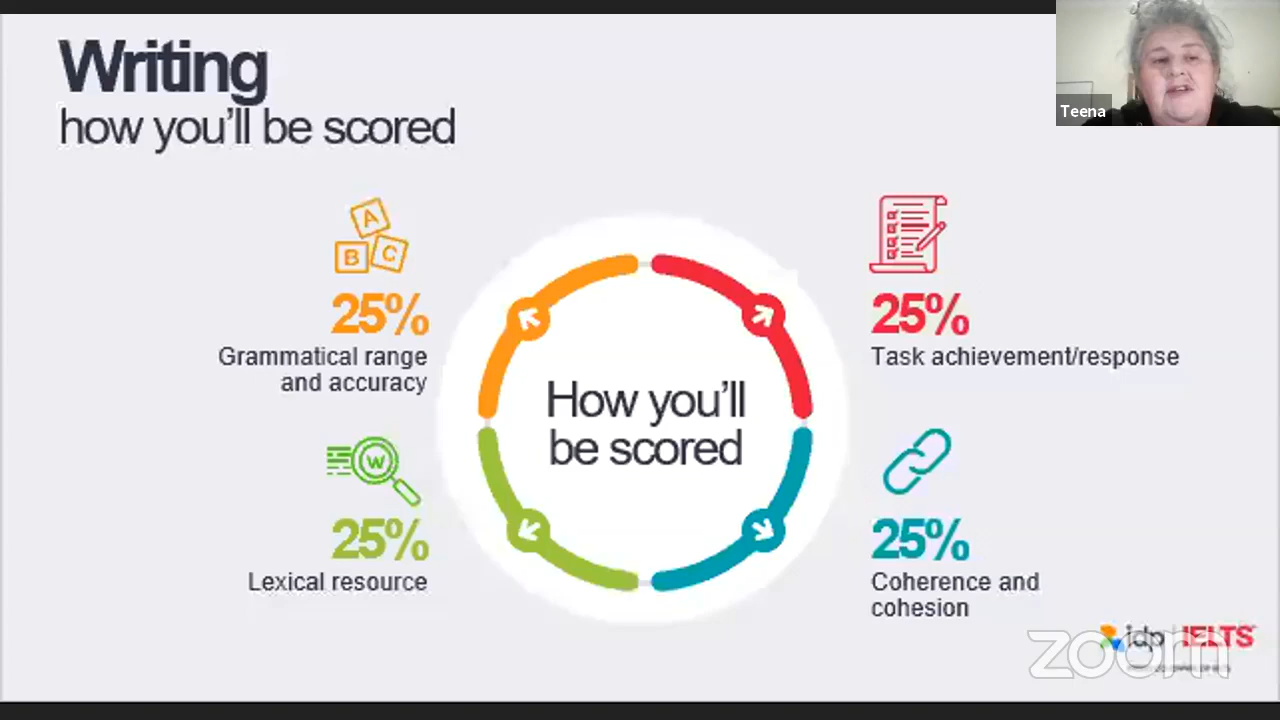 Writing
how you'll be scored
Teena
A
B
C
25%
Grammatical range
and accuracy
25%
Task achievement/response
How you'll
be scored
W
25%
Lexical resource
25%
Coherence and
cohesion
idp IELTS
zoom